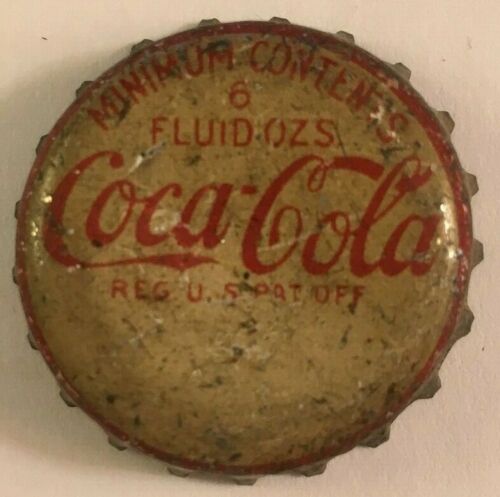 MINIMUM CONTENTS
6
FLUID OZS
Coca-Cola
REG U.S PAT OFF